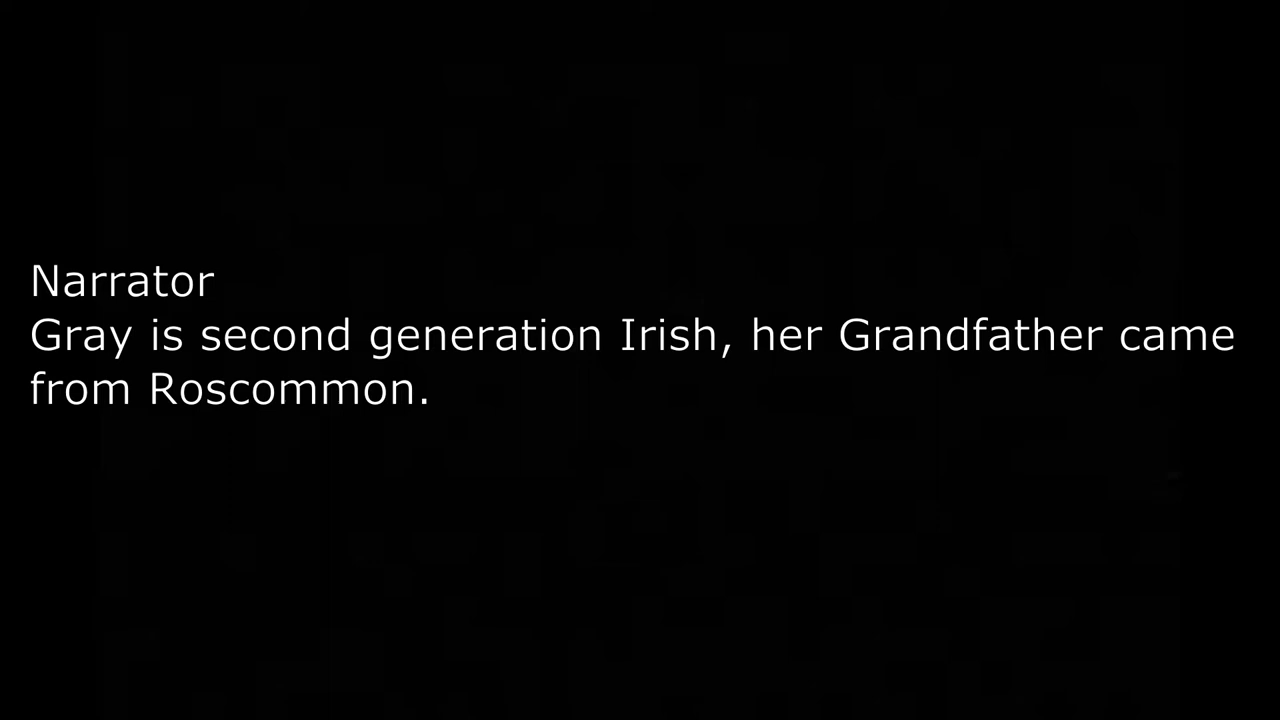 Narrator
Gray is second generation Irish, her Grandfather came
from Roscommon.